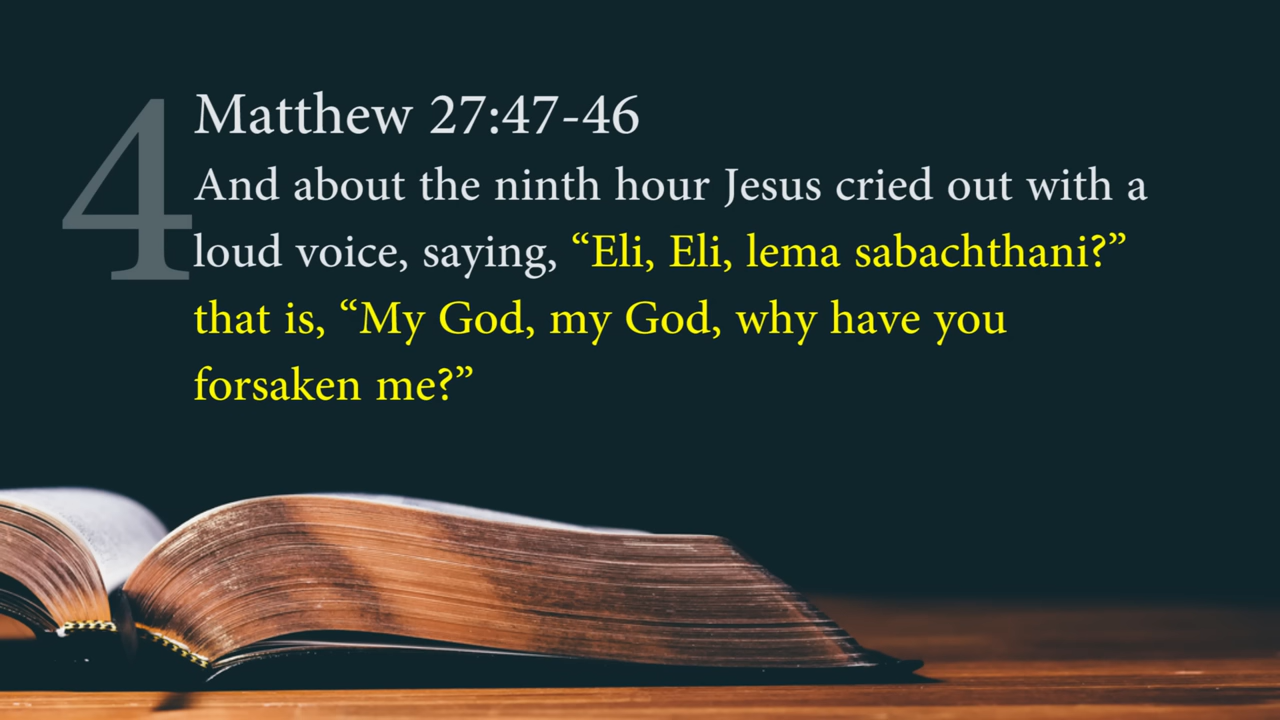 4
Matthew 27:47-46
And about the ninth hour Jesus cried out with a
loud voice, saying, “Eli, Eli, lema sabachthani?”
that is, “My God, my God, why have you
forsaken me?”